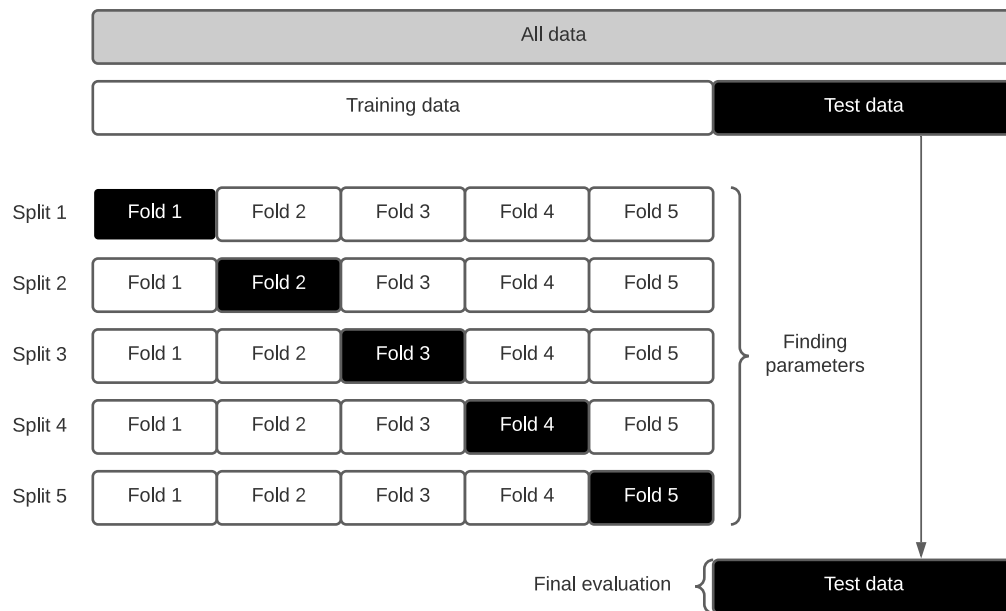 All data
Training data Test data
Split 1 Fold 1 Fold 2 Fold 3 Fold 4 Fold 5
Split 2 Fold 1 Fold 2 Fold 3 Fold 4 Fold 5
Split 3 Fold 1 Fold 2 Fold 3 Fold 4 Fold 5
Split 4 Fold 1 Fold 2 Fold 3 Fold 4 Fold 5
Split 5 Fold 1 Fold 2 Fold 3 Fold 4 Fold 5
Finding
parameters
Final evaluation Test data